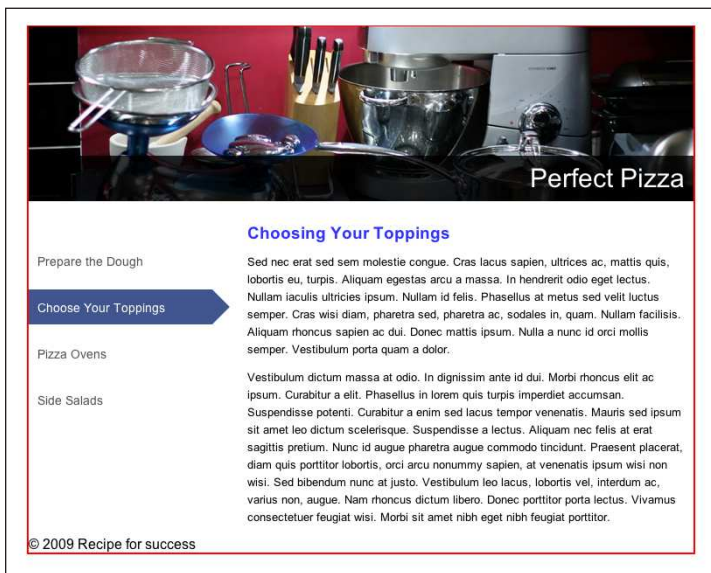 Perfect Pizza
Prepare the Dough
Choose Your Toppings
Pizza Ovens
Side Salads
Choosing Your Toppings
Sed nec erat sed sem molestie congue. Cras lacus sapien, ultrices ac, mattis quis,
lobortis eu, turpis. Aliquam egestas arcu a massa. In hendrerit odio eget lectus.
Nullam iaculis ultricies ipsum. Nullam id felis. Phasellus at metus sed velit luctus
semper. Cras wisi diam, pharetra sed, pharetra ac, sodales in, quam. Nullam facilisis.
Aliquam rhoncus sapien ac dui. Donec mattis ipsum. Nulla a nunc id orci mollis
semper. Vestibulum porta quam a dolor.
Vestibulum dictum massa at odio. In dignissim ante id dui. Morbi rhoncus elit ac
ipsum. Curabitur a elit. Phasellus in lorem quis turpis imperdiet accumsan.
Suspendisse potenti. Curabitur a enim sed lacus tempor venenatis. Mauris sed ipsum
sit amet leo dictum scelerisque. Suspendisse a lectus. Aliquam nec felis at erat
sagittis pretium. Nunc id augue pharetra augue commodo tincidunt. Praesent placerat,
diam quis porttitor lobortis, orci arcu nonummy sapien, at venenatis ipsum wisi non
wisi. Sed bibendum nunc at justo. Vestibulum leo lacus, lobortis vel, interdum ac,
varius non, augue. Nam rhoncus dictum libero. Donec porttitor porta lectus. Vivamus
consectetuer feugiat wisi. Morbi sit amet nibh eget nibh feugiat porttitor.
© 2009 Recipe for success